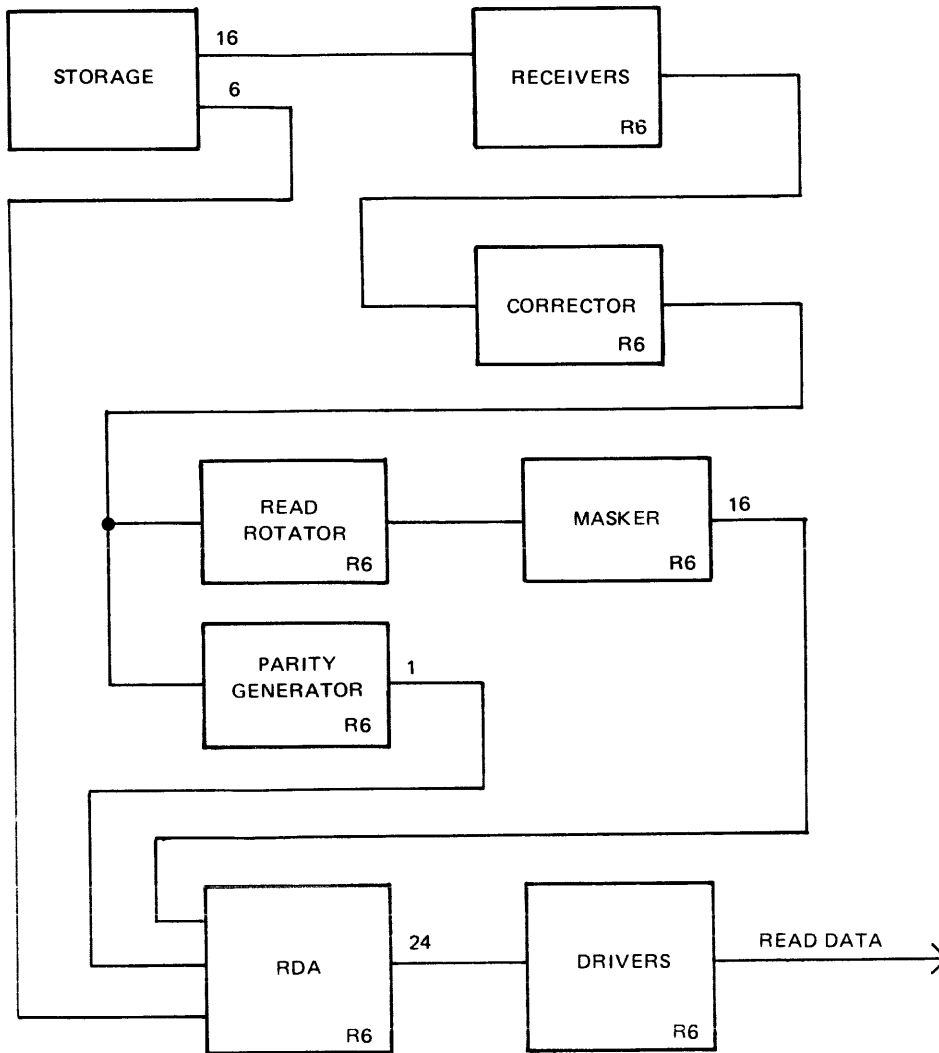 STORAGE
16
6
RECEIVERS
R6
CORRECTOR
R6
READ
ROTATOR
R6
MASKER
R6
16
PARITY
GENERATOR
R6
1
RDA
R6
24
DRIVERS
R6
READ DATA